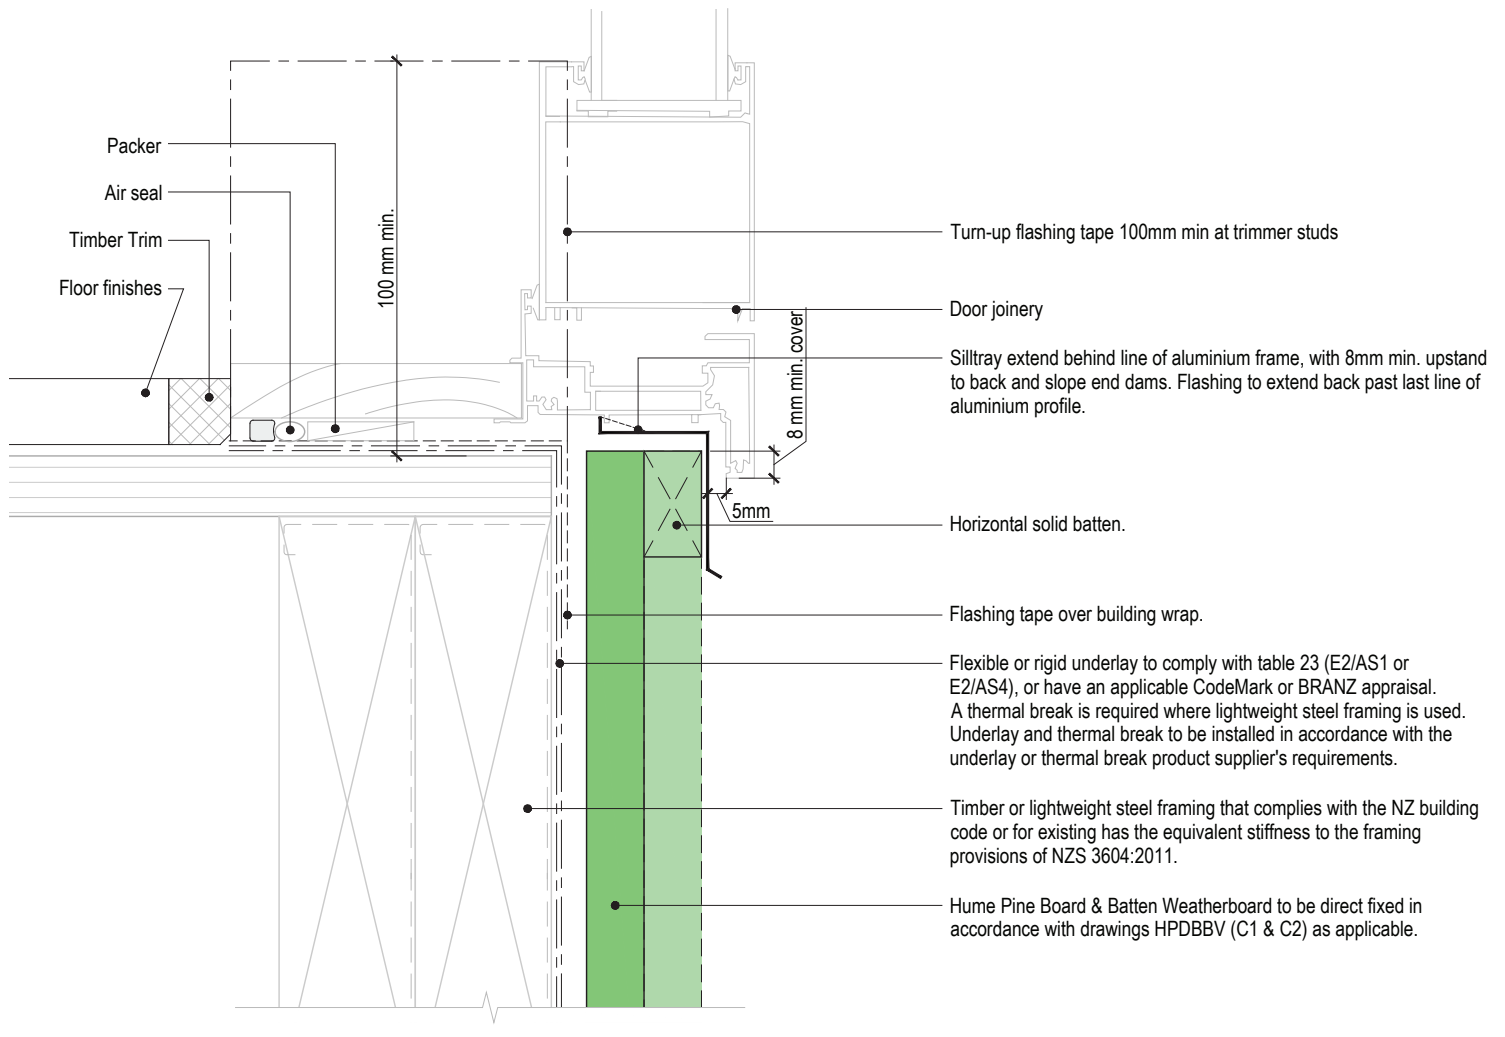 Packer
Air seal
Timber Trim
Floor finishes
100 mm min.
8 mm min. cover
5mm
Turn-up flashing tape 100mm min at trimmer studs
Door joinery
Silltray extend behind line of aluminium frame, with 8mm min. upstand
to back and slope end dams. Flashing to extend back past last line of
aluminium profile.
Horizontal solid batten.
Flashing tape over building wrap.
Flexible or rigid underlay to comply with table 23 (E2/AS1 or
E2/AS4), or have an applicable CodeMark or BRANZ appraisal.
A thermal break is required where lightweight steel framing is used.
Underlay and thermal break to be installed in accordance with the
underlay or thermal break product supplier's requirements.
Timber or lightweight steel framing that complies with the NZ building
code or for existing has the equivalent stiffness to the framing
provisions of NZS 3604:2011.
Hume Pine Board & Batten Weatherboard to be direct fixed in
accordance with drawings HPDBBV (C1 & C2) as applicable.